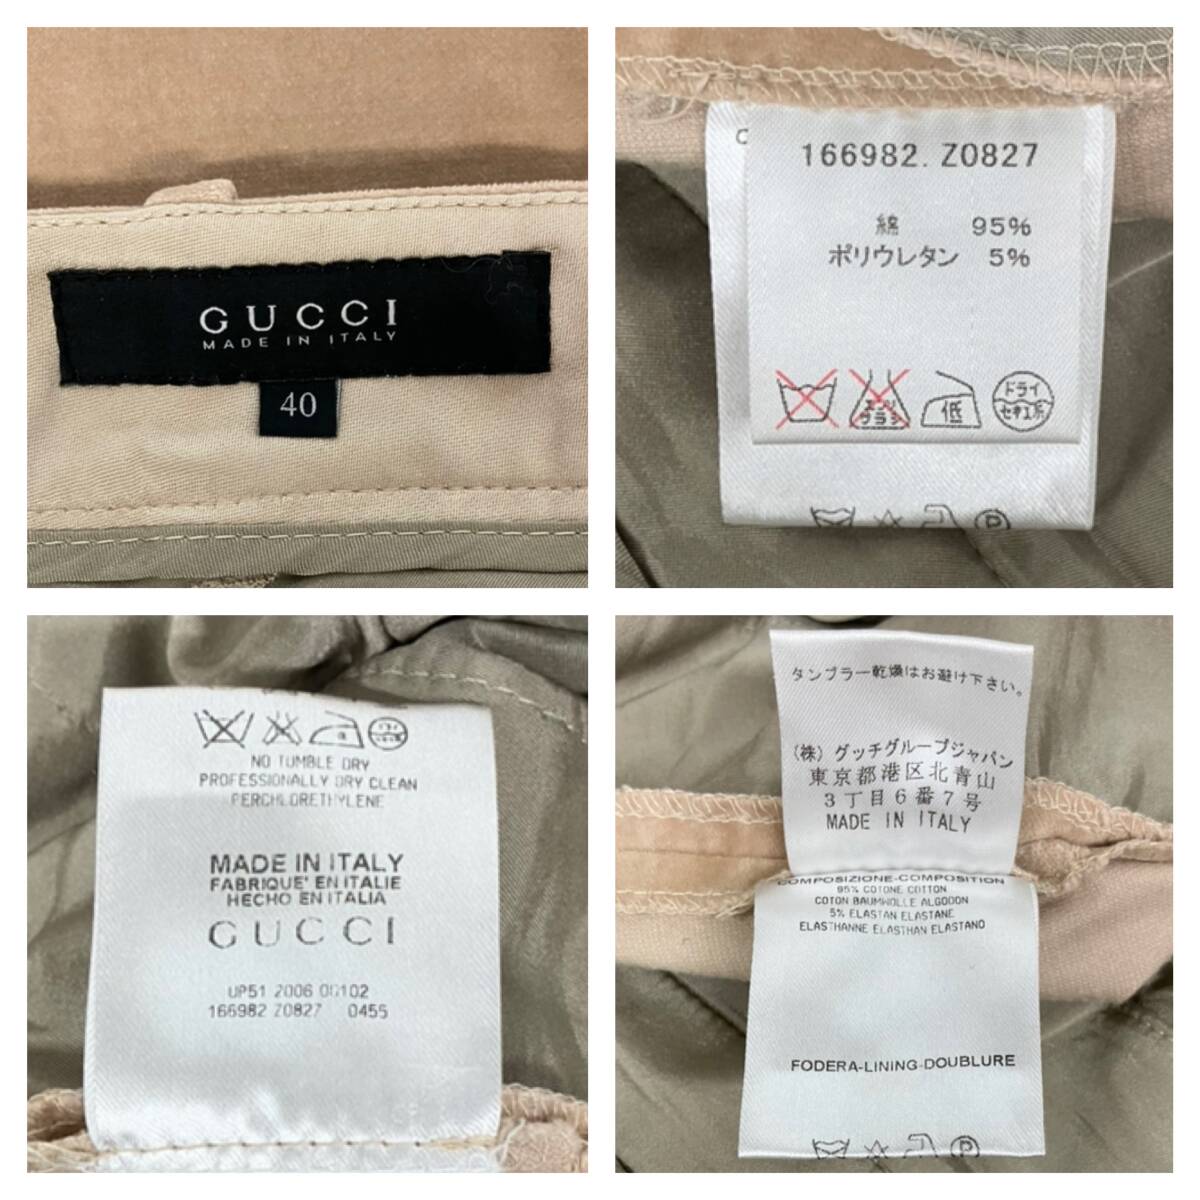 GUCCI
MADE IN ITALY
40
166982. Z0827
綿 95%
ポリウレタン 5%
低
ドライ
セキユ系
NO TUMBLE DRY
PROFESSIONALLY DRY CLEAN
PERCHLORETHYLENE
MADE IN ITALY
FABRIQUE' EN ITALIE
HECHO EN ITALIA
GUCCI
UP51 2006 00102
166982 Z0827 0455
タンブラー乾燥はお避け下さい。
(株) グッチグループジャパン
東京都港区北青山
3丁目6番7号
MADE IN ITALY
COMPOSIZIONE-COMPOSITION
95% COTONE COTTON
COTON BAUMWOLLE ALGODON
5% ELASTAN ELASTANE
ELASTHANNE ELASTHAN ELASTANO
FODERA-LINING-DOUBLURE
P